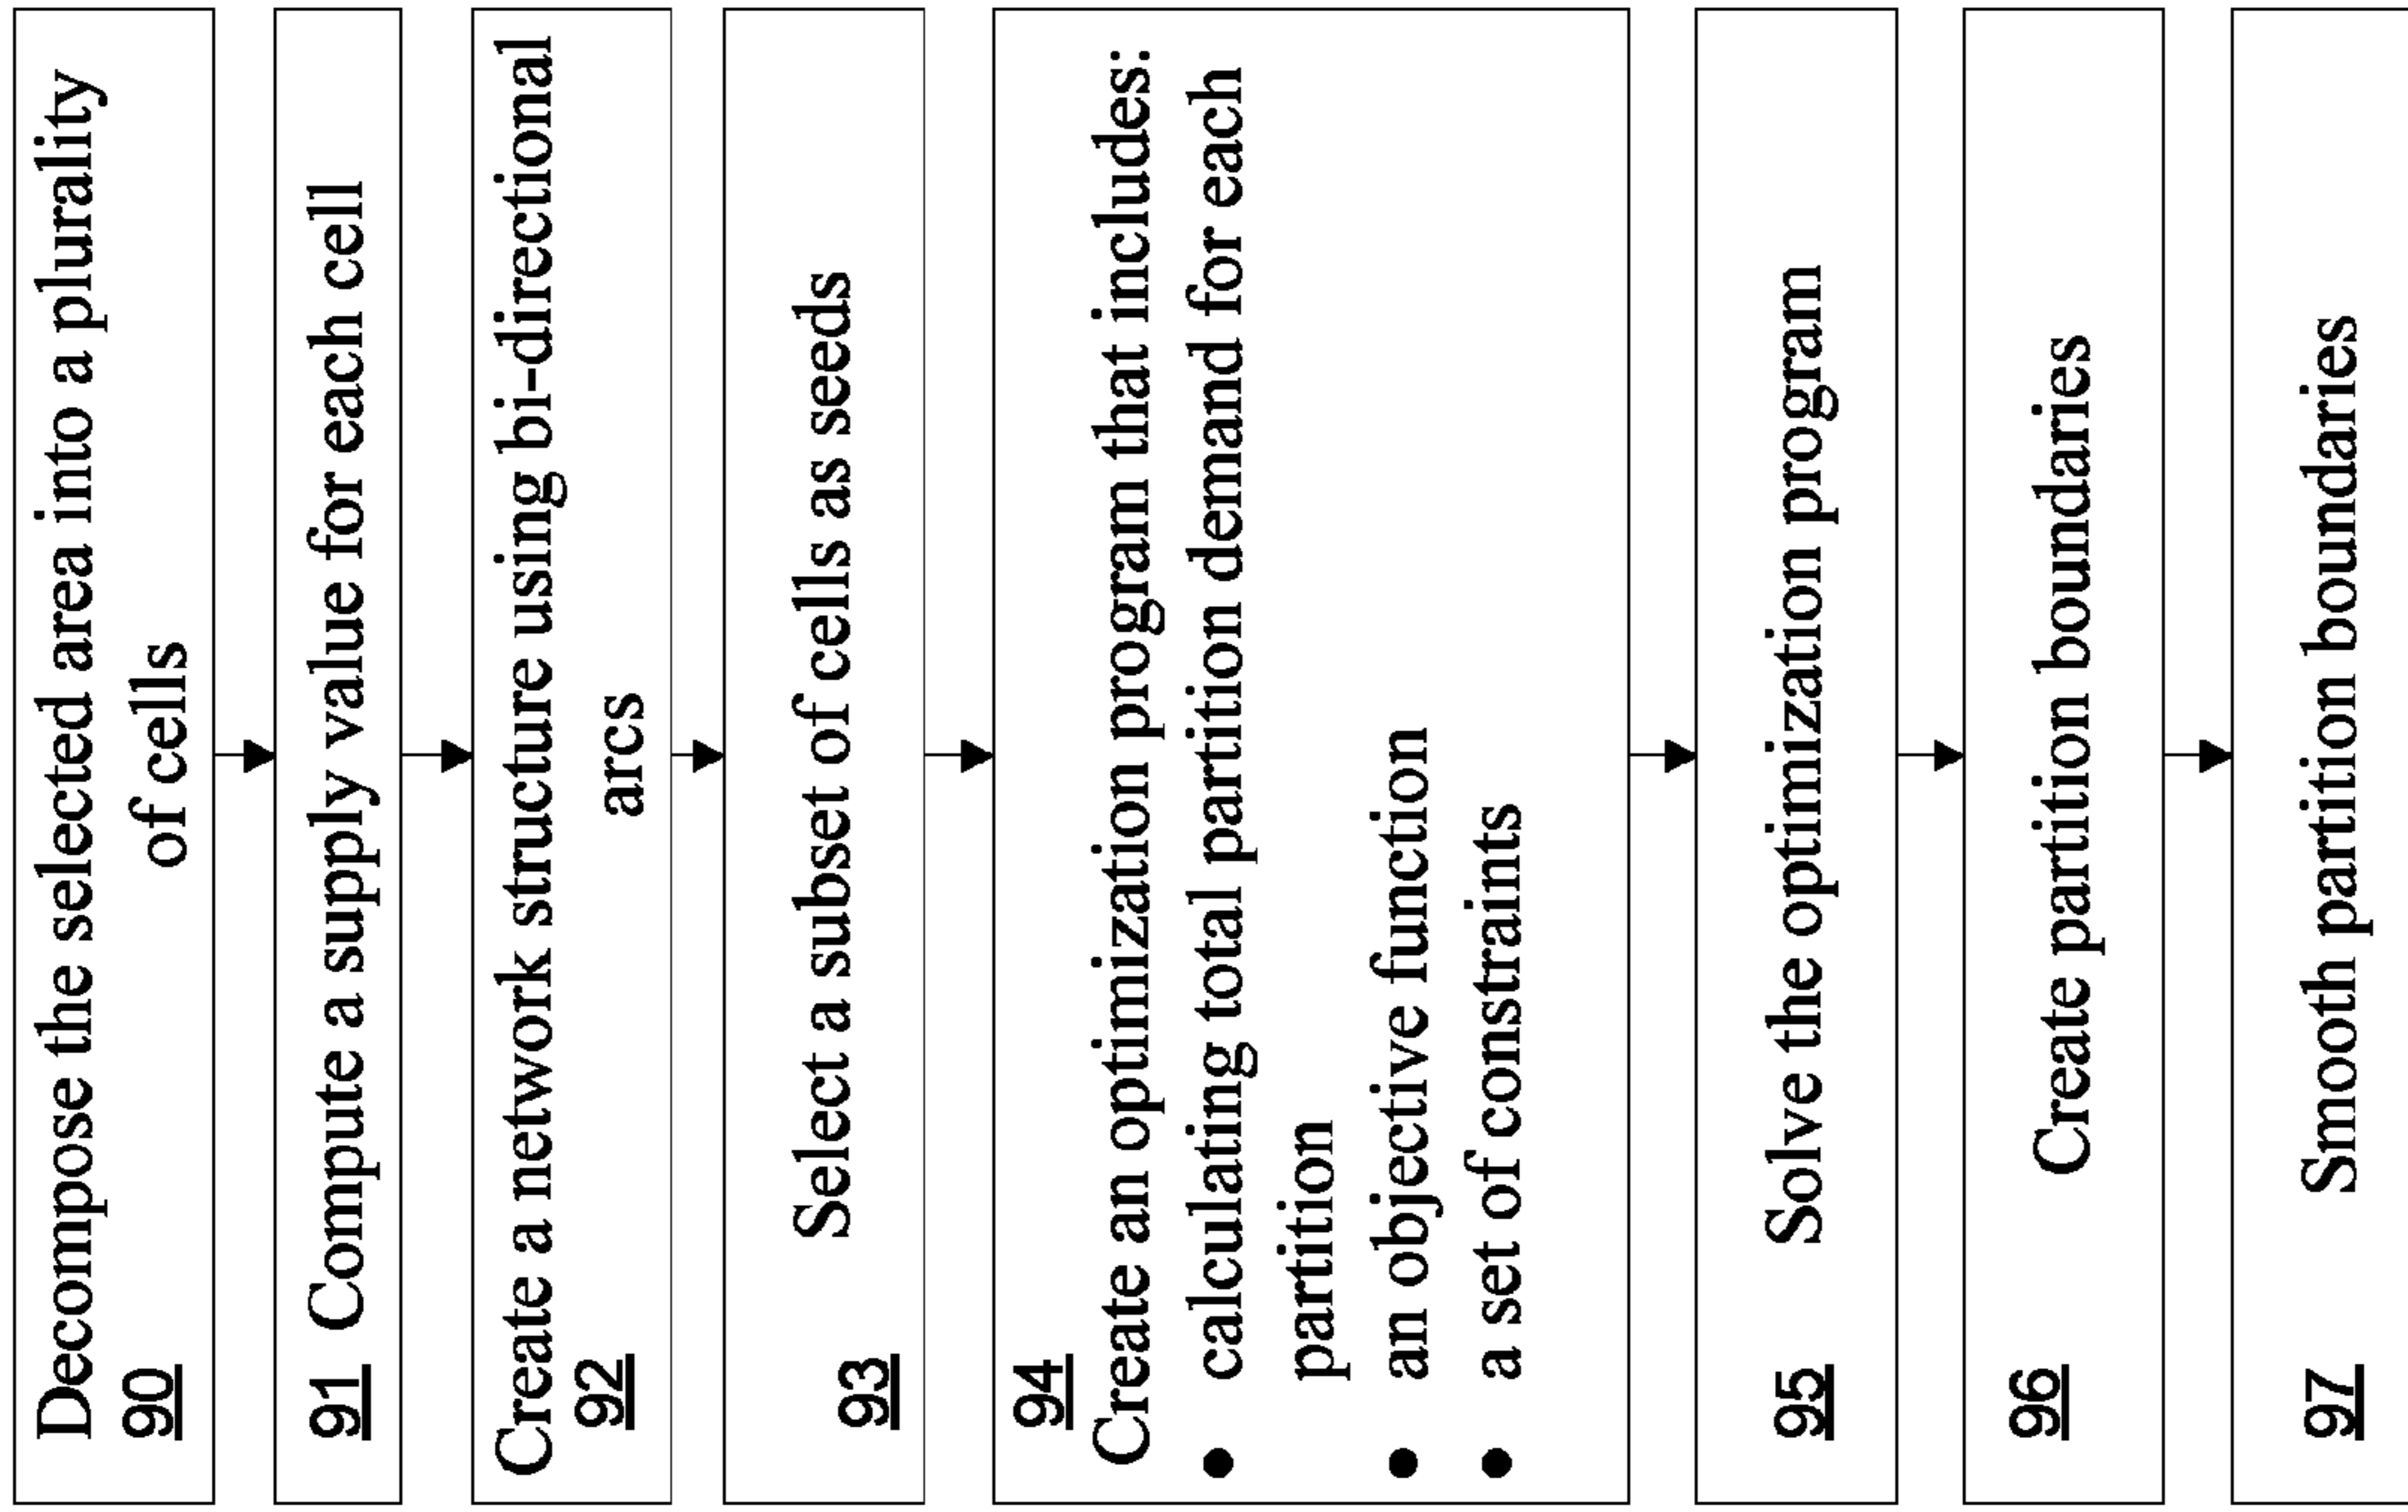 Decompose the selected area into a plurality
90 of cells
91 Compute a supply value for each cell
Create a network structure using bi-directional
92 arcs
Select a subset of cells as seeds
93
94
Create an optimization program that includes:
• calculating total partition demand for each
partition
• an objective function
• a set of constraints
95 Solve the optimization program
96 Create partition boundaries
97 Smooth partition boundaries